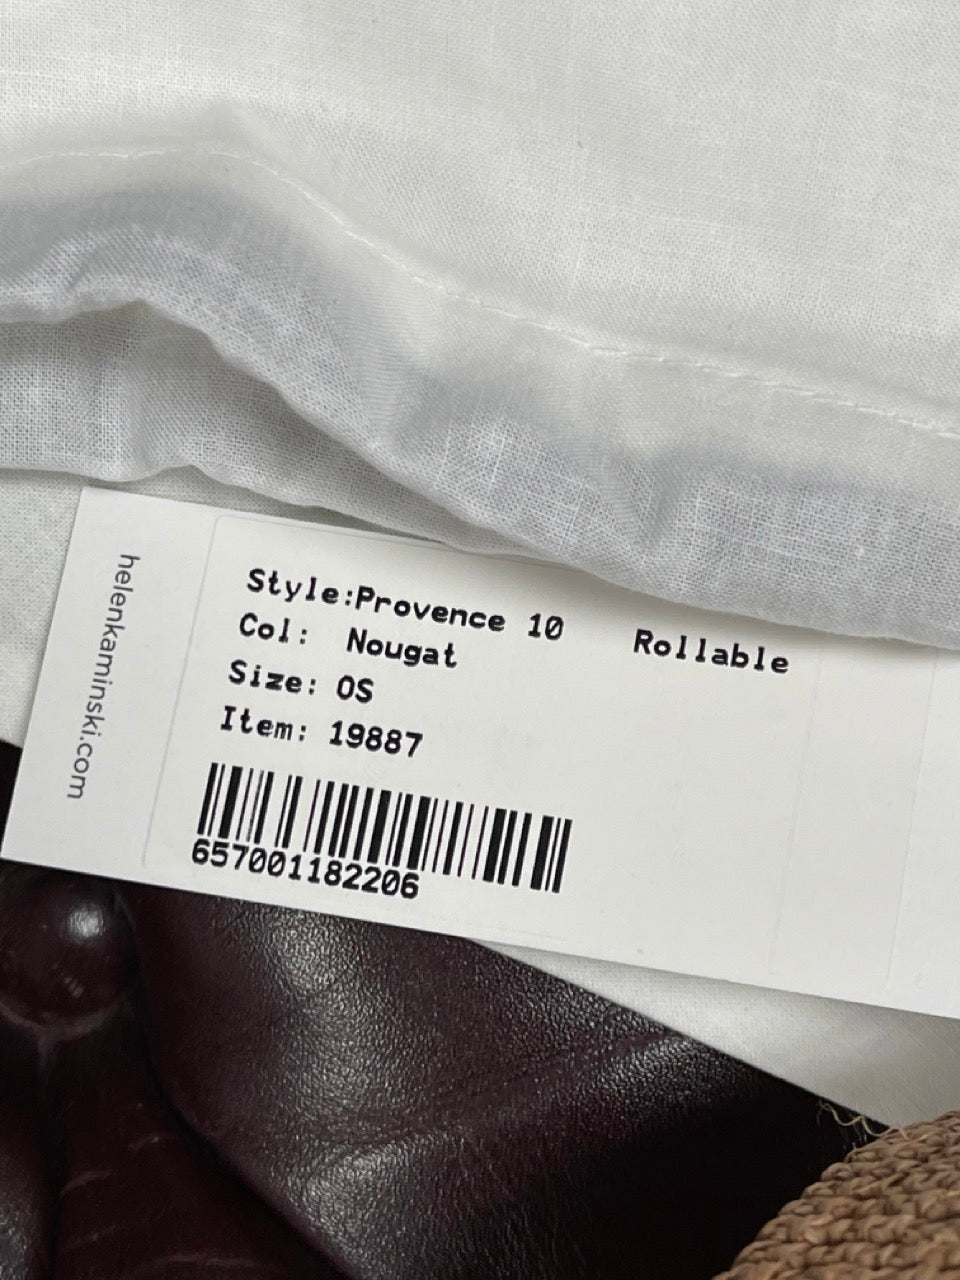 helenkaminski.com
Style:Provence 10 Rollable
Col: Nougat
Size: OS
Item: 19887
657001182206